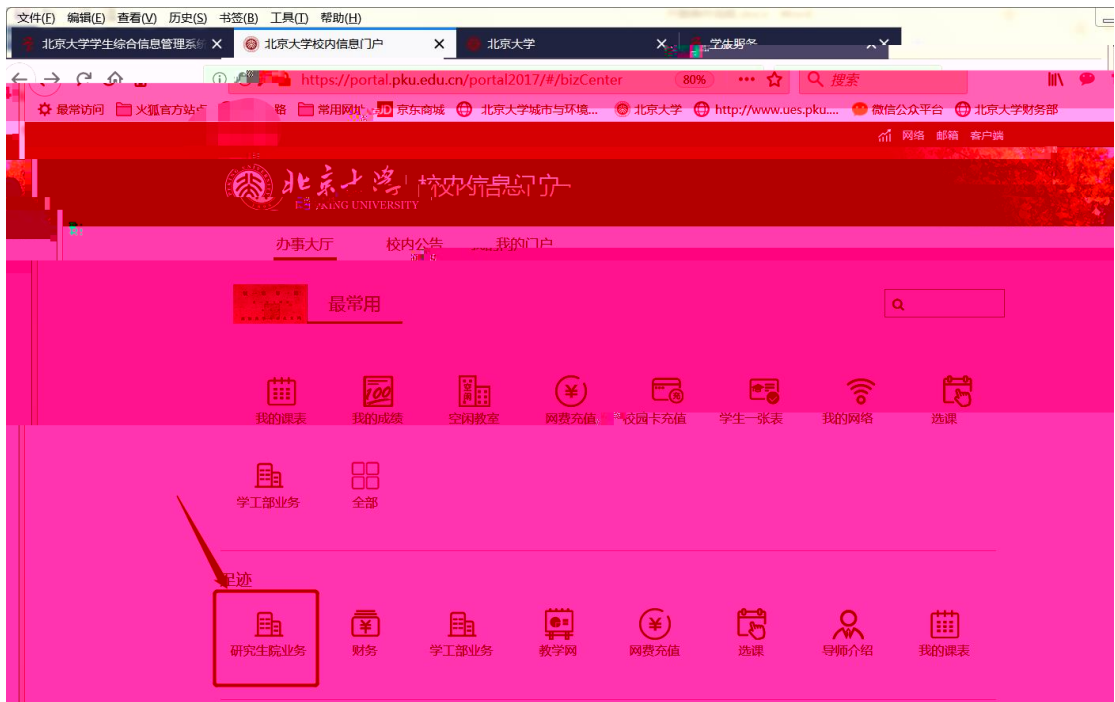 文件(F) 编辑(E) 查看(V) 历史(S) 书签(B) 工具(T) 帮助(H)
北京大学学生综合信息管理系统 北京大学校内信息门户 北京大学
https://portal.pku.edu.cn/portal2017/#/bizCenter 80% 搜索
最常访问 火狐官方站点 常用网址 JD 京东商城 北京大学城市与环境... 北京大学 http://www.ues.pku.... 微信公众平台 北京大学财务部
网络 邮箱 客户端
北京大学 校内信息门户
PEKING UNIVERSITY
办事大厅 校内公告 我的门户
最常用
我的课表 我的成绩 空闲教室 网费充值 校园卡充值 学生一张表 我的网络 选课
学工部业务 全部
足迹
研究生院业务 财务 学工部业务 教学网 网费充值 选课 导师介绍 我的课表